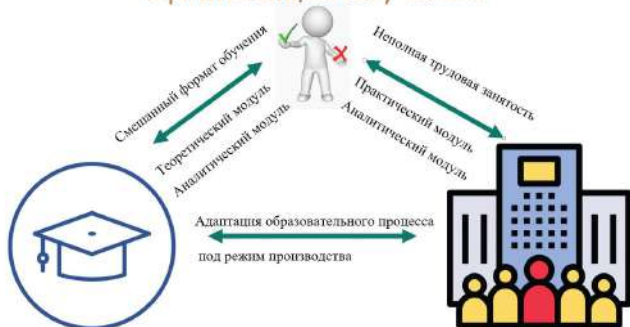 Смешанный формат обучения
Теоретический модуль
Аналитический модуль
Неполная трудовая занятость
Практический модуль
Аналитический модуль
Адаптация образовательного процесса
под режим производства